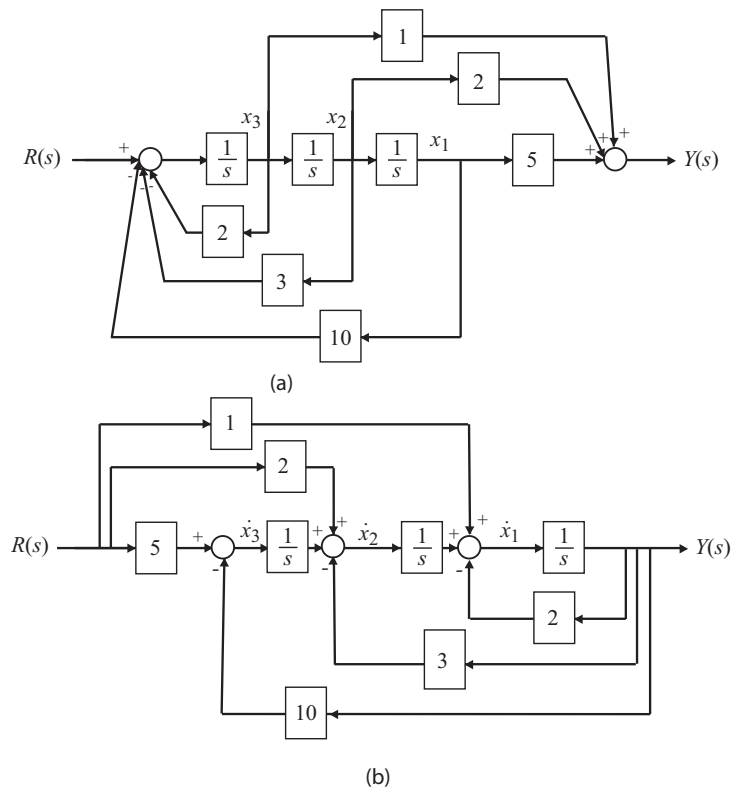 1
2
x3 x2 x1
R(s) + 1/s 1/s 1/s 5 + + + Y(s)
- - - -
2
3
10
(a)
1
2
R(s) 5 + ẋ3 1/s + + ẋ2 1/s + + ẋ1 1/s Y(s)
- - -
2
3
10
(b)